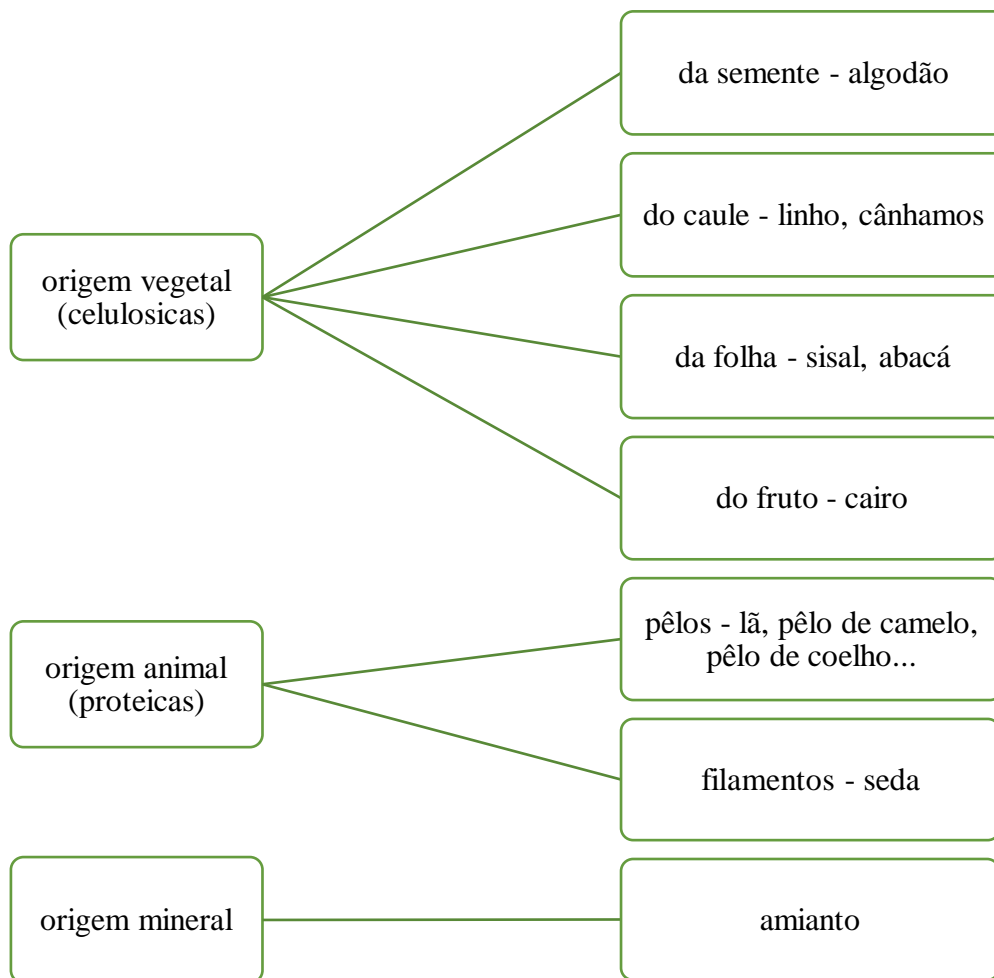 origem vegetal
(celulosicas)
da semente - algodão
do caule - linho, cânhamos
da folha - sisal, abacá
do fruto - cairo
origem animal
(proteicas)
pêlos - lã, pêlo de camelo,
pêlo de coelho...
filamentos - seda
origem mineral
amianto